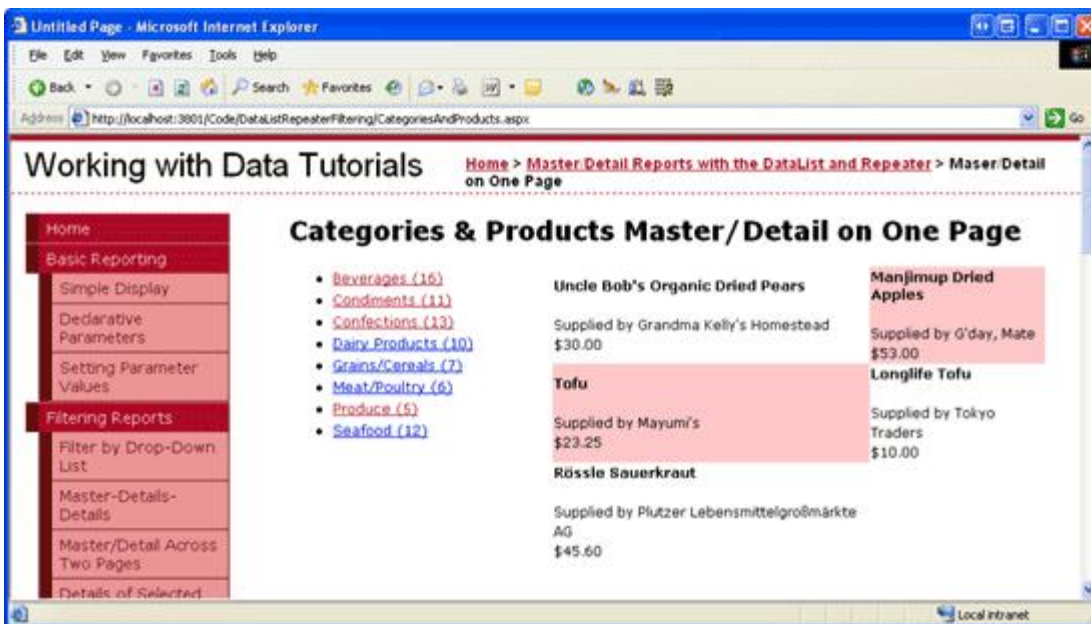 Untitled Page - Microsoft Internet Explorer
File Edit View Favorites Tools Help
Back Search Favorites
Address http://localhost:3801/Code/DataListRepeaterFiltering/CategoriesAndProducts.aspx Go
Working with Data Tutorials
Home > Master/Detail Reports with the DataList and Repeater > Maser/Detail
on One Page
Home
Basic Reporting
Simple Display
Declarative
Parameters
Setting Parameter
Values
Filtering Reports
Filter by Drop-Down
List
Master-Details-
Details
Master/Detail Across
Two Pages
Details of Selected
Categories & Products Master/Detail on One Page
Beverages (16)
Condiments (11)
Confections (13)
Dairy Products (10)
Grains/Cereals (7)
Meat/Poultry (6)
Produce (5)
Seafood (12)
Uncle Bob's Organic Dried Pears
Supplied by Grandma Kelly's Homestead
$30.00
Manjimup Dried
Apples
Supplied by G'day, Mate
$53.00
Tofu
Supplied by Mayumi's
$23.25
Longlife Tofu
Supplied by Tokyo
Traders
$10.00
Rössle Sauerkraut
Supplied by Plutzer Lebensmittelgroßmärkte
AG
$45.60
Local intranet